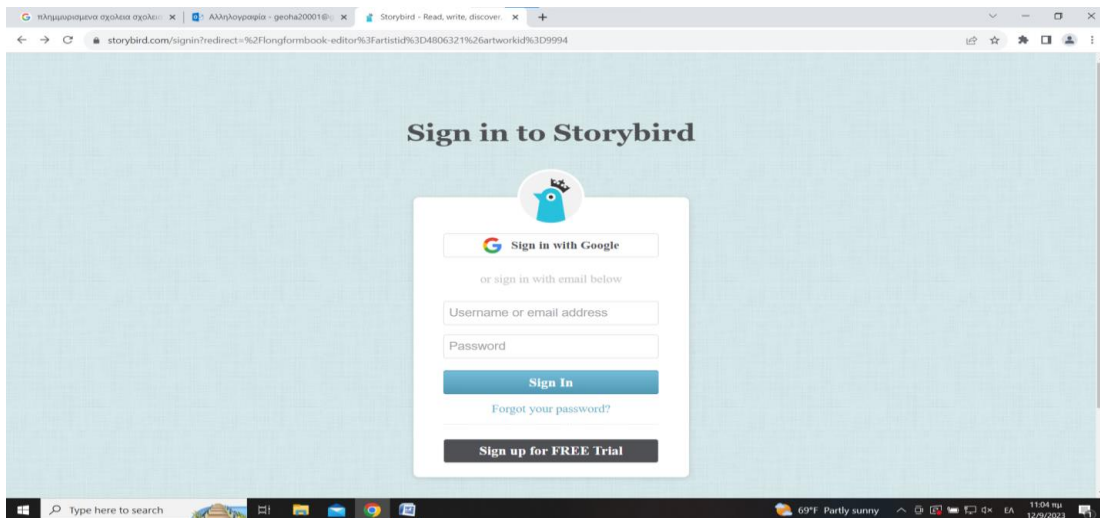 πλημμυρισμενα σχολεια σχολει
Αλληλογραφία - geoha20001@
Storybird - Read, write, discover.
storybird.com/signin?redirect=%2Flongformbook-editor%3Fartistid%3D4806321%26artworkid%3D9994
Sign in to Storybird
Sign in with Google
or sign in with email below
Username or email address
Password
Sign In
Forgot your password?
Sign up for FREE Trial
Type here to search
69°F Partly sunny
ΕΛ
11:04 πμ
12/9/2023